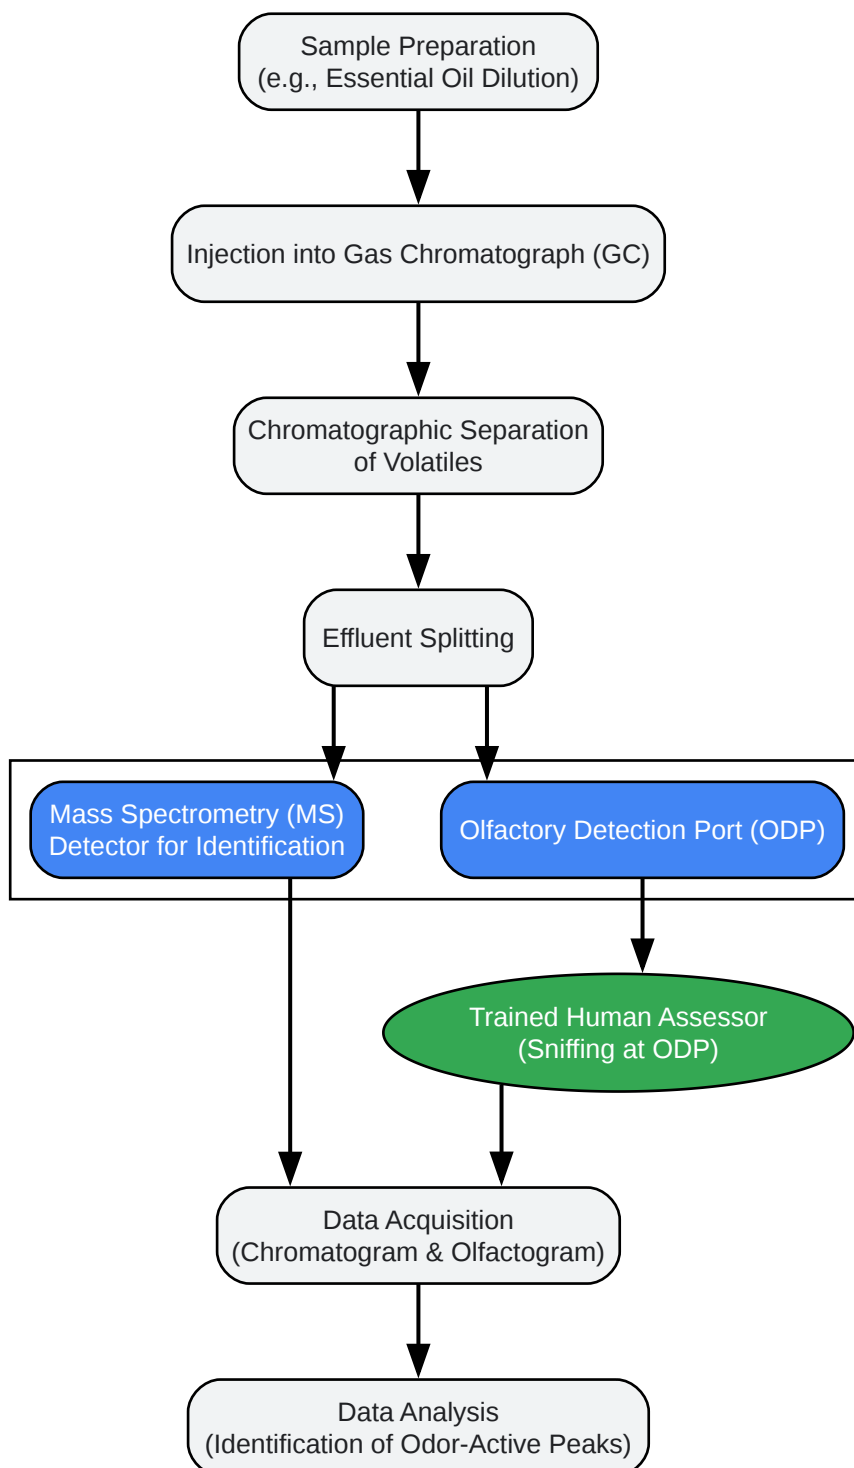 Sample Preparation
(e.g., Essential Oil Dilution)
Injection into Gas Chromatograph (GC)
Chromatographic Separation
of Volatiles
Effluent Splitting
Mass Spectrometry (MS)
Detector for Identification
Olfactory Detection Port (ODP)
Trained Human Assessor
(Sniffing at ODP)
Data Acquisition
(Chromatogram & Olfactogram)
Data Analysis
(Identification of Odor-Active Peaks)